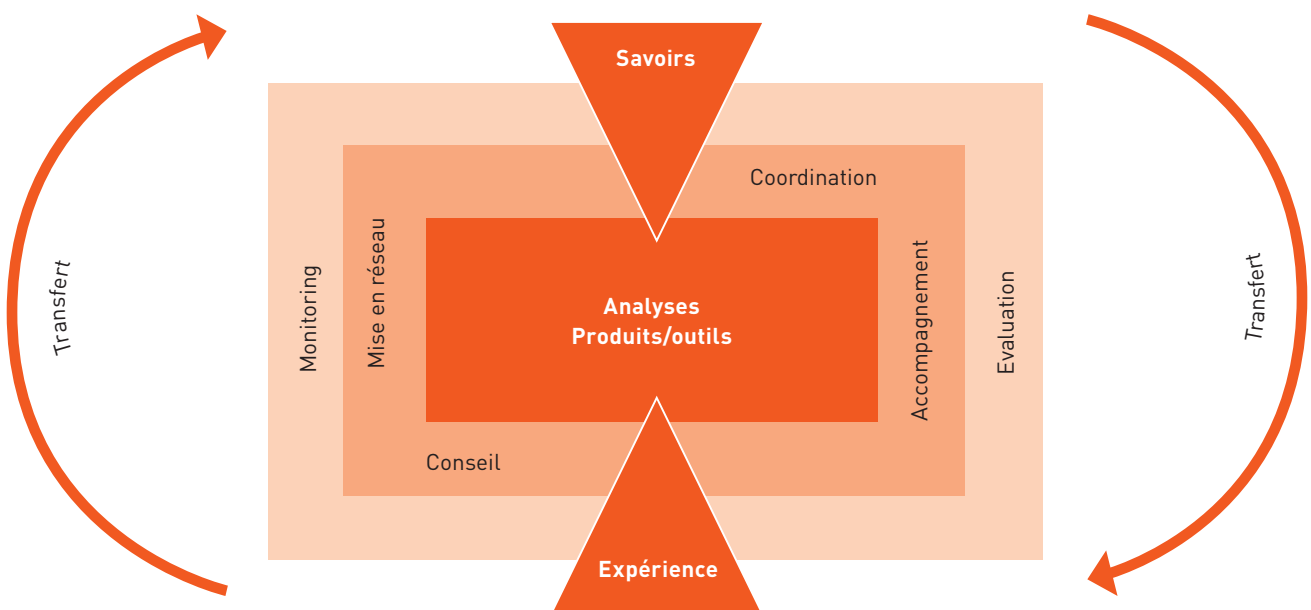 Savoirs
Coordination
Transfert
Monitoring
Mise en réseau
Analyses
Produits/outils
Accompagnement
Evaluation
Transfert
Conseil
Expérience